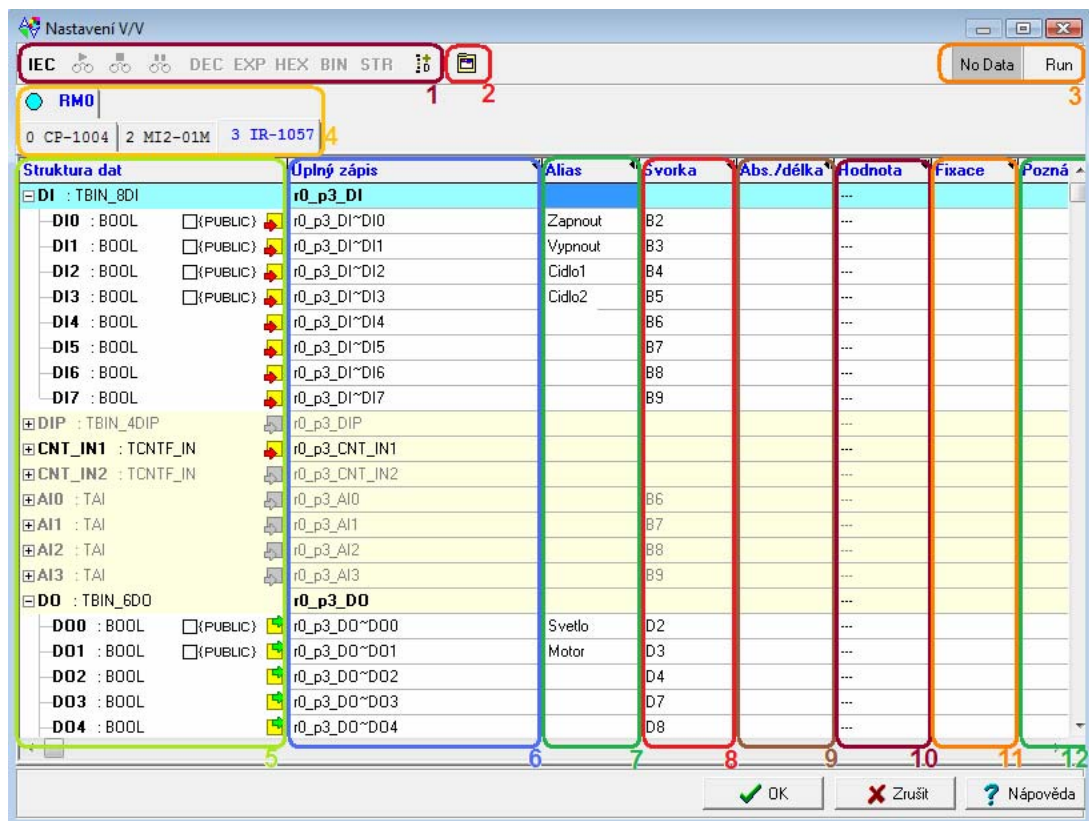 Nastavení V/V
IEC DEC EXP HEX BIN STR No Data Run
1 2 3
RM0
0 CP-1004 2 MI2-01M 3 IR-1057 4
Struktura dat Úplný zápis Alias Svorka Abs./délka Hodnota Fixace Pozná
DI : TBIN_8DI r0_p3_DI ---
DI0 : BOOL {PUBLIC} r0_p3_DI~DI0 Zapnout B2 ---
DI1 : BOOL {PUBLIC} r0_p3_DI~DI1 Vypnout B3 ---
DI2 : BOOL {PUBLIC} r0_p3_DI~DI2 Cidlo1 B4 ---
DI3 : BOOL {PUBLIC} r0_p3_DI~DI3 Cidlo2 B5 ---
DI4 : BOOL r0_p3_DI~DI4 B6 ---
DI5 : BOOL r0_p3_DI~DI5 B7 ---
DI6 : BOOL r0_p3_DI~DI6 B8 ---
DI7 : BOOL r0_p3_DI~DI7 B9 ---
DIP : TBIN_4DIP r0_p3_DIP ---
CNT_IN1 : TCNTF_IN r0_p3_CNT_IN1 ---
CNT_IN2 : TCNTF_IN r0_p3_CNT_IN2 ---
AI0 : TAI r0_p3_AI0 B6 ---
AI1 : TAI r0_p3_AI1 B7 ---
AI2 : TAI r0_p3_AI2 B8 ---
AI3 : TAI r0_p3_AI3 B9 ---
DO : TBIN_6DO r0_p3_DO ---
DO0 : BOOL {PUBLIC} r0_p3_DO~DO0 Svetlo D2 ---
DO1 : BOOL {PUBLIC} r0_p3_DO~DO1 Motor D3 ---
DO2 : BOOL r0_p3_DO~DO2 D4 ---
DO3 : BOOL r0_p3_DO~DO3 D7 ---
DO4 : BOOL r0_p3_DO~DO4 D8 ---
5 6 7 8 9 10 11 12
OK Zrušit Nápověda